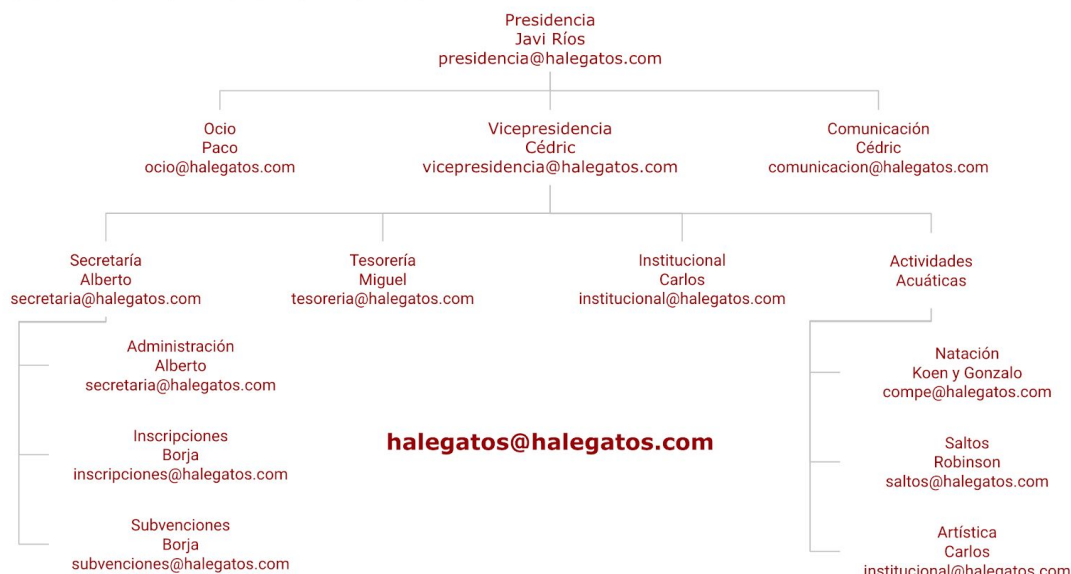 Presidencia
Javi Ríos
presidencia@halegatos.com
Ocio
Paco
ocio@halegatos.com
Vicepresidencia
Cédric
vicepresidencia@halegatos.com
Comunicación
Cédric
comunicacion@halegatos.com
Secretaría
Alberto
secretaria@halegatos.com
Tesorería
Miguel
tesoreria@halegatos.com
Institucional
Carlos
institucional@halegatos.com
Actividades
Acuáticas
Administración
Alberto
secretaria@halegatos.com
Inscripciones
Borja
inscripciones@halegatos.com
Subvenciones
Borja
subvenciones@halegatos.com
halegatos@halegatos.com
Natación
Koen y Gonzalo
compe@halegatos.com
Saltos
Robinson
saltos@halegatos.com
Artística
Carlos
institucional@halegatos.com